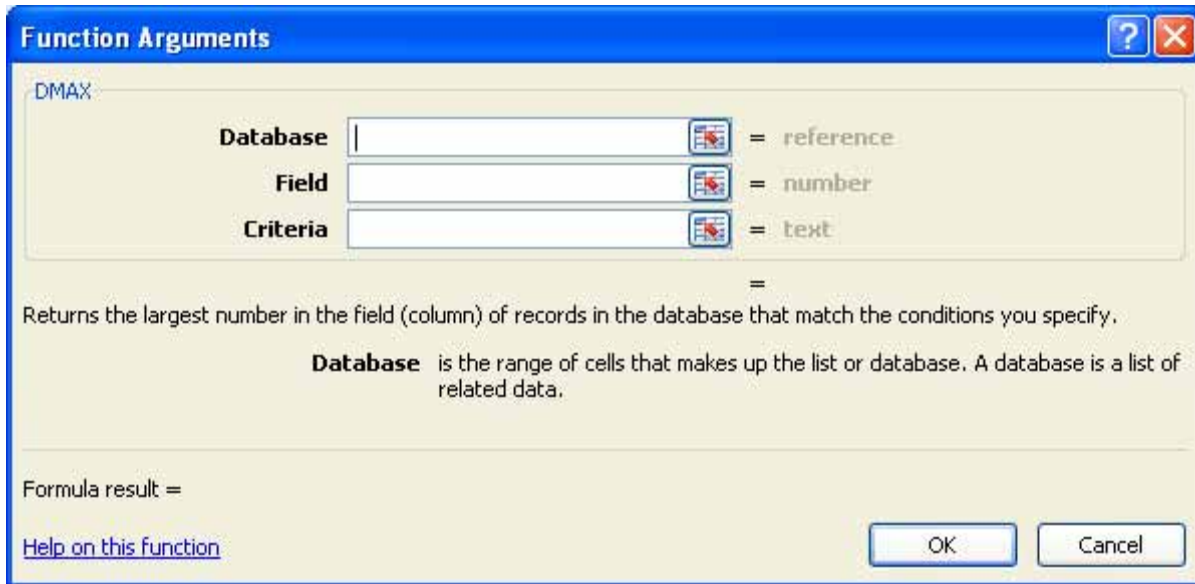 Function Arguments
DMAX
Database = reference
Field = number
Criteria = text
=
Returns the largest number in the field (column) of records in the database that match the conditions you specify.
Database is the range of cells that makes up the list or database. A database is a list of
related data.
Formula result =
Help on this function OK Cancel